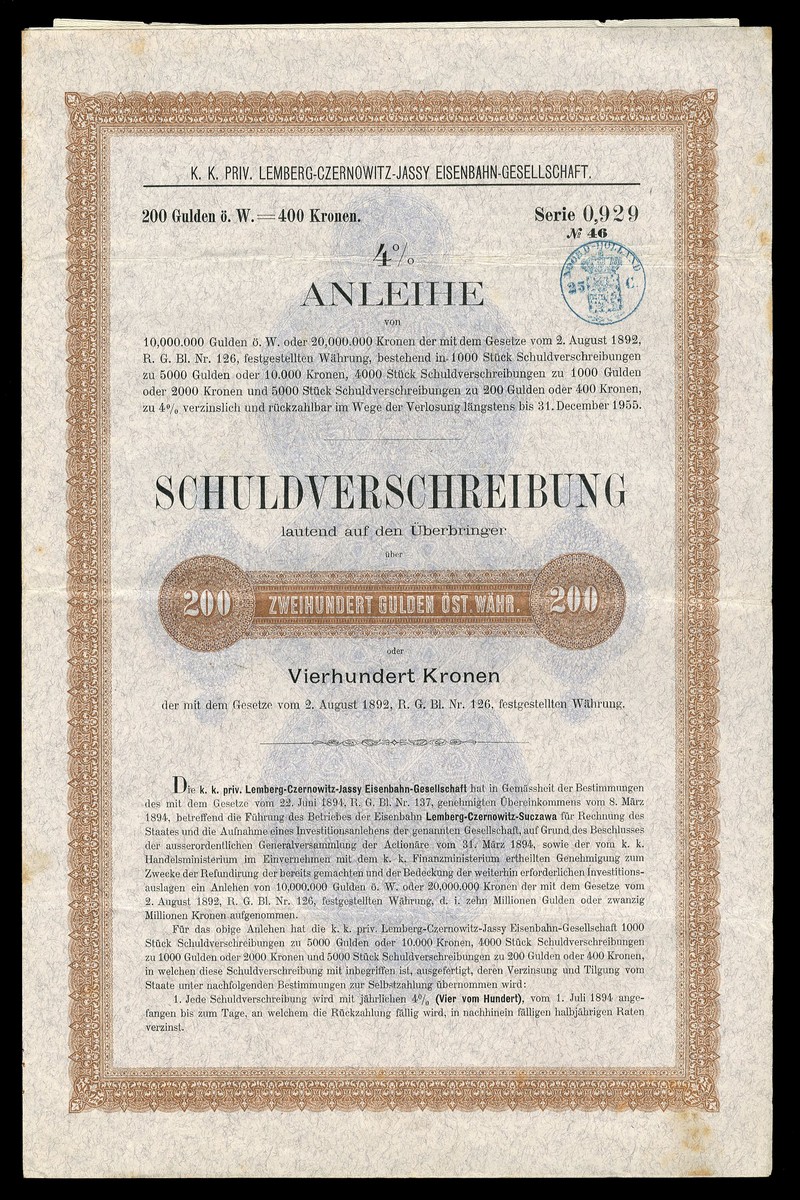 K. K. PRIV. LEMBERG-CZERNOWITZ-JASSY EISENBAHN-GESELLSCHAFT.
200 Gulden ö. W. = 400 Kronen.
Serie 0,929
№ 46
NOORD-HOLLAND
25 C.
4%
ANLEIHE
von
10,000.000 Gulden ö. W. oder 20,000.000 Kronen der mit dem Gesetze vom 2. August 1892,
R. G. Bl. Nr. 126, festgestellten Währung, bestehend in 1000 Stück Schuldverschreibungen
zu 5000 Gulden oder 10.000 Kronen, 4000 Stück Schuldverschreibungen zu 1000 Gulden
oder 2000 Kronen und 5000 Stück Schuldverschreibungen zu 200 Gulden oder 400 Kronen,
zu 4% verzinslich und rückzahlbar im Wege der Verlosung längstens bis 31. December 1955.
SCHULDVERSCHREIBUNG
lautend auf den Überbringer
über
200 ZWEIHUNDERT GULDEN ÖST. WÄHR. 200
oder
Vierhundert Kronen
der mit dem Gesetze vom 2. August 1892, R. G. Bl. Nr. 126, festgestellten Währung.
Die k. k. priv. Lemberg-Czernowitz-Jassy Eisenbahn-Gesellschaft hat in Gemässheit der Bestimmungen
des mit dem Gesetze vom 22. Juni 1894, R. G. Bl. Nr. 137, genehmigten Übereinkommens vom 8. März
1894, betreffend die Führung des Betriebes der Eisenbahn Lemberg-Czernowitz-Suczawa für Rechnung des
Staates und die Aufnahme eines Investitionsanlehens der genannten Gesellschaft, auf Grund des Beschlusses
der ausserordentlichen Generalversammlung der Actionäre vom 31. März 1894, sowie der vom k. k.
Handelsministerium im Einvernehmen mit dem k. k. Finanzministerium ertheilten Genehmigung zum
Zwecke der Refundirung der bereits gemachten und der Bedeckung der weiterhin erforderlichen Investitions-
auslagen ein Anlehen von 10,000.000 Gulden ö. W. oder 20,000.000 Kronen der mit dem Gesetze vom
2. August 1892, R. G. Bl. Nr. 126, festgestellten Währung, d. i. zehn Millionen Gulden oder zwanzig
Millionen Kronen aufgenommen.
Für das obige Anlehen hat die k. k. priv. Lemberg-Czernowitz-Jassy Eisenbahn-Gesellschaft 1000
Stück Schuldverschreibungen zu 5000 Gulden oder 10.000 Kronen, 4000 Stück Schuldverschreibungen
zu 1000 Gulden oder 2000 Kronen und 5000 Stück Schuldverschreibungen zu 200 Gulden oder 400 Kronen,
in welchen diese Schuldverschreibung mit inbegriffen ist, ausgefertigt, deren Verzinsung und Tilgung vom
Staate unter nachfolgenden Bestimmungen zur Selbstzahlung übernommen wird:
1. Jede Schuldverschreibung wird mit jährlichen 4% (Vier vom Hundert), vom 1. Juli 1894 ange-
fangen bis zum Tage, an welchem die Rückzahlung fällig wird, in nachhinein fälligen halbjährigen Raten
verzinst.